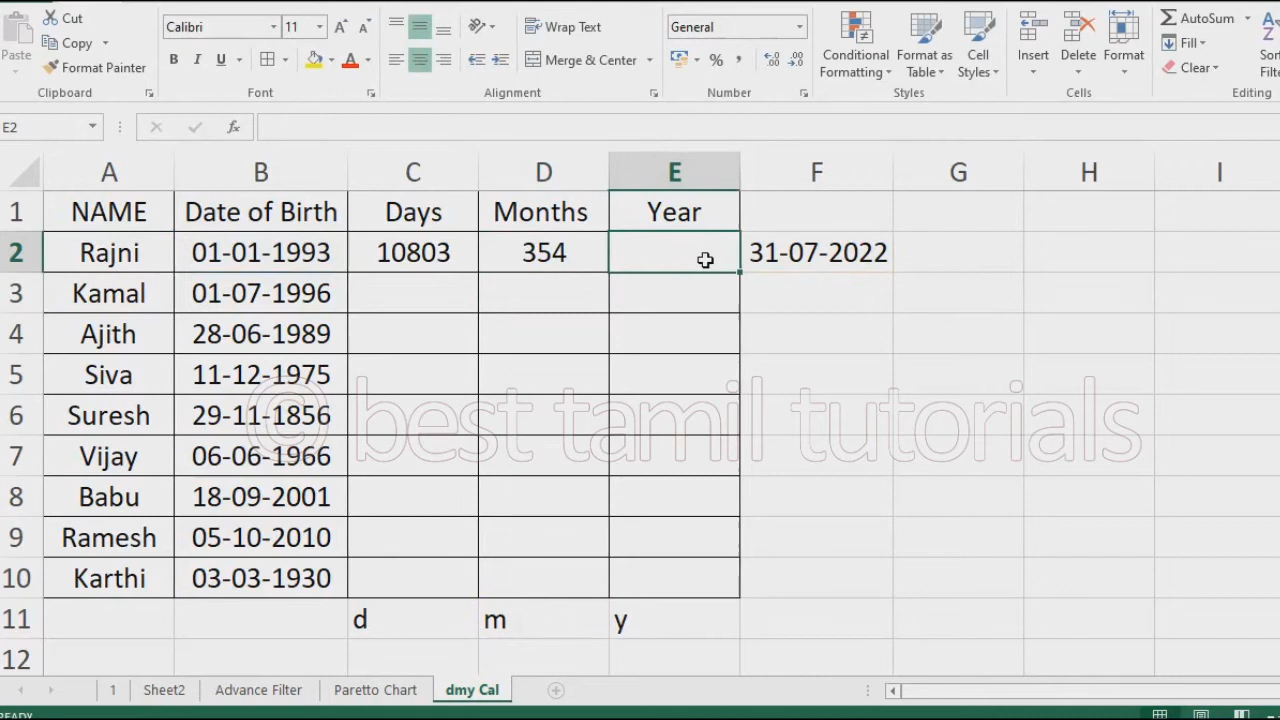 Cut
Calibri
11
Wrap Text
General
AutoSum
Paste
Copy
Format Painter
B I U
A
Merge & Center
%
Conditional Formatting
Format as Table
Cell Styles
Insert
Delete
Format
Fill
Clear
Clipboard
Font
Alignment
Number
Styles
Cells
Editing
E2
fx
A B C D E F G H I
1 NAME Date of Birth Days Months Year
2 Rajni 01-01-1993 10803 354 31-07-2022
3 Kamal 01-07-1996
4 Ajith 28-06-1989
5 Siva 11-12-1975
6 Suresh 29-11-1856
© best tamil tutorials
7 Vijay 06-06-1966
8 Babu 18-09-2001
9 Ramesh 05-10-2010
10 Karthi 03-03-1930
11 d m y
12
1 Sheet2 Advance Filter Paretto Chart dmy Cal